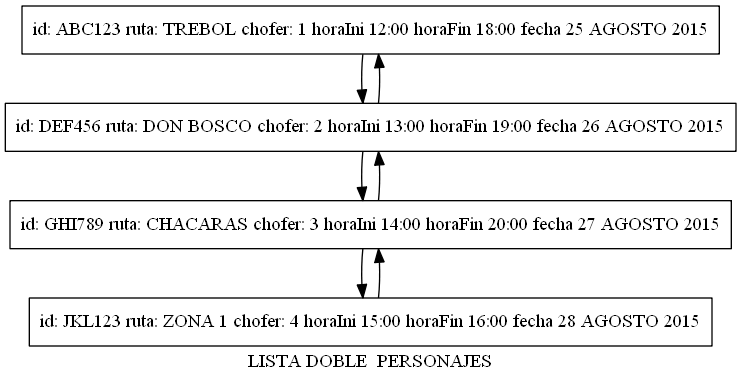 id: ABC123 ruta: TREBOL chofer: 1 horaIni 12:00 horaFin 18:00 fecha 25 AGOSTO 2015
id: DEF456 ruta: DON BOSCO chofer: 2 horaIni 13:00 horaFin 19:00 fecha 26 AGOSTO 2015
id: GHI789 ruta: CHACARAS chofer: 3 horaIni 14:00 horaFin 20:00 fecha 27 AGOSTO 2015
id: JKL123 ruta: ZONA 1 chofer: 4 horaIni 15:00 horaFin 16:00 fecha 28 AGOSTO 2015
LISTA DOBLE  PERSONAJES